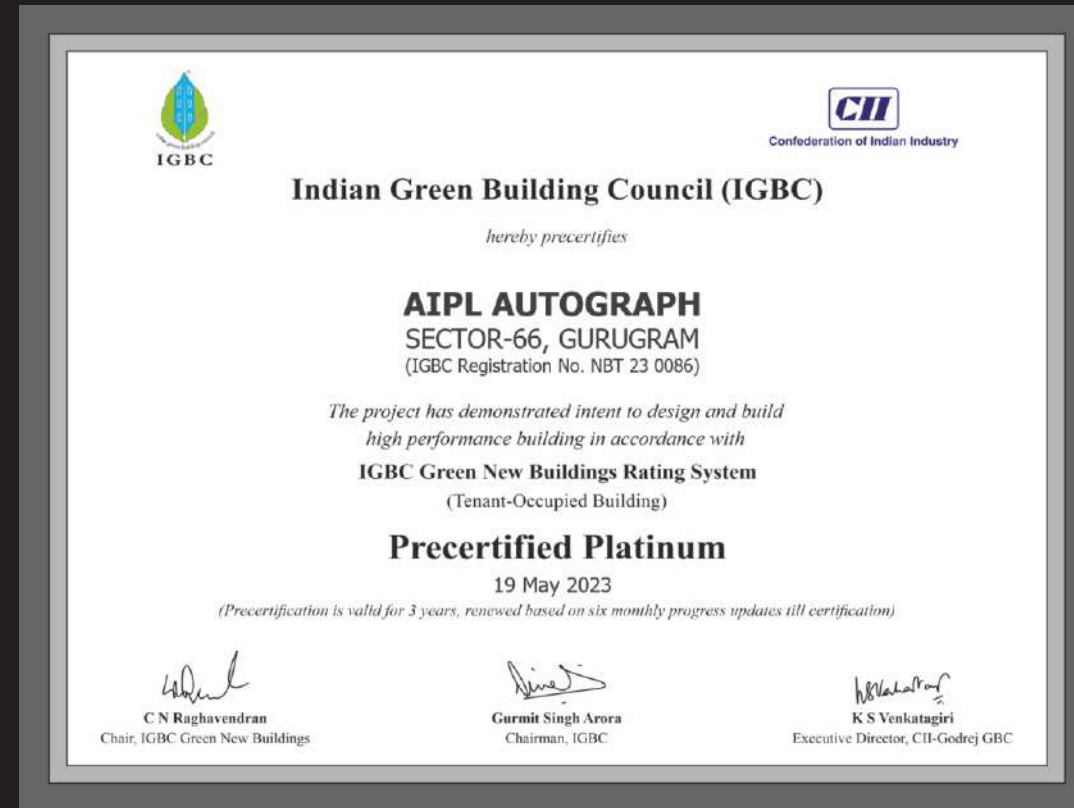 IGBC
CII
Confederation of Indian Industry
Indian Green Building Council (IGBC)
hereby precertifies
AIPL AUTOGRAPH
SECTOR-66, GURUGRAM
(IGBC Registration No. NBT 23 0086)
The project has demonstrated intent to design and build
high performance building in accordance with
IGBC Green New Buildings Rating System
(Tenant-Occupied Building)
Precertified Platinum
19 May 2023
(Precertification is valid for 3 years, renewed based on six monthly progress updates till certification)
C N Raghavendran
Chair, IGBC Green New Buildings
Gurmit Singh Arora
Chairman, IGBC
K S Venkatagiri
Executive Director, CII-Godrej GBC